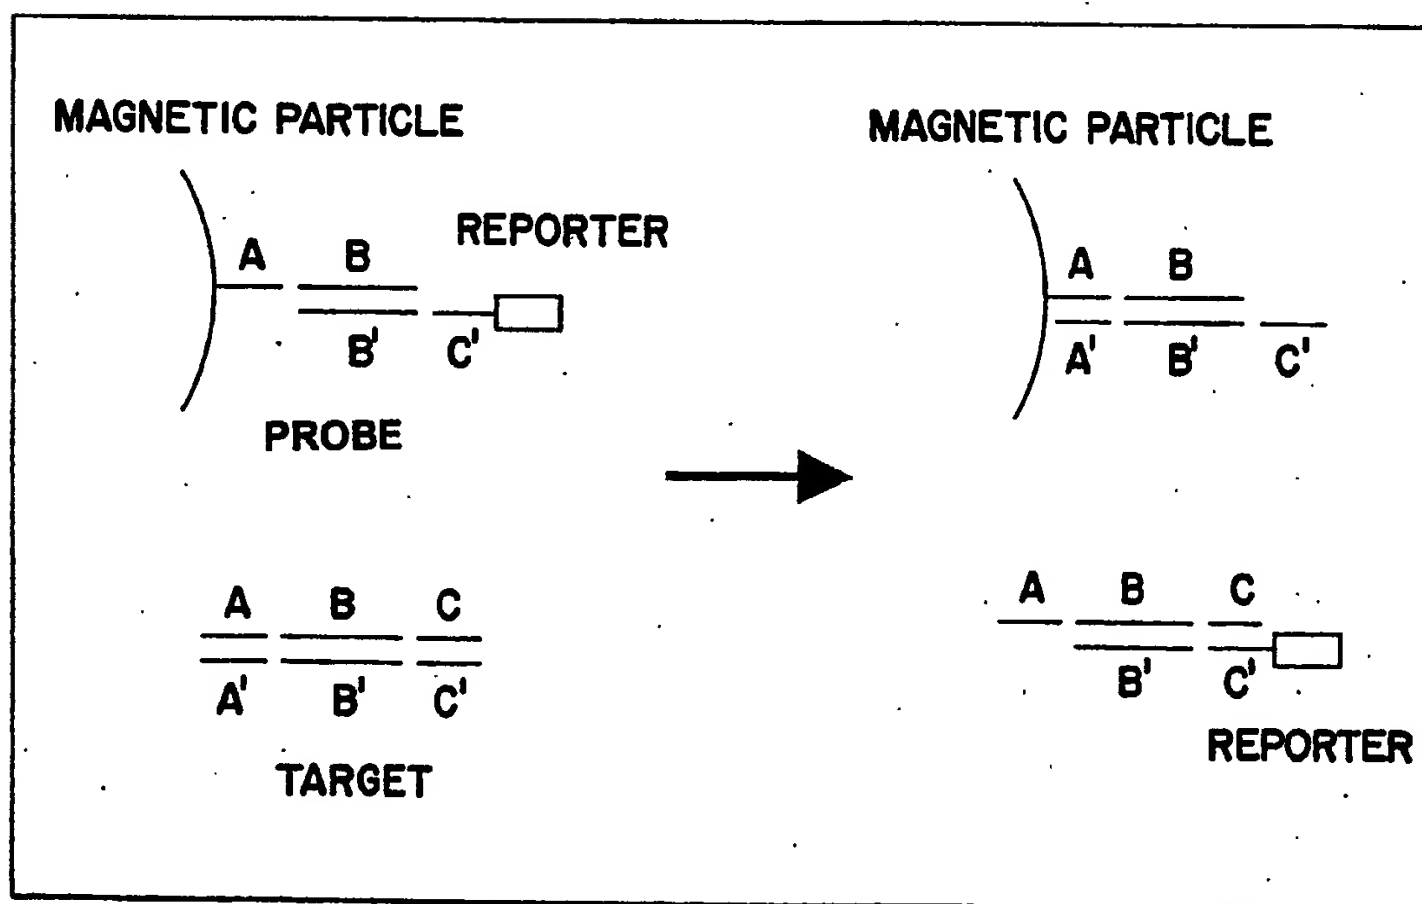 MAGNETIC PARTICLE
REPORTER
A B
B' C'
PROBE
A B C
A' B' C'
TARGET
MAGNETIC PARTICLE
A B
A' B' C'
A B C
B' C'
REPORTER